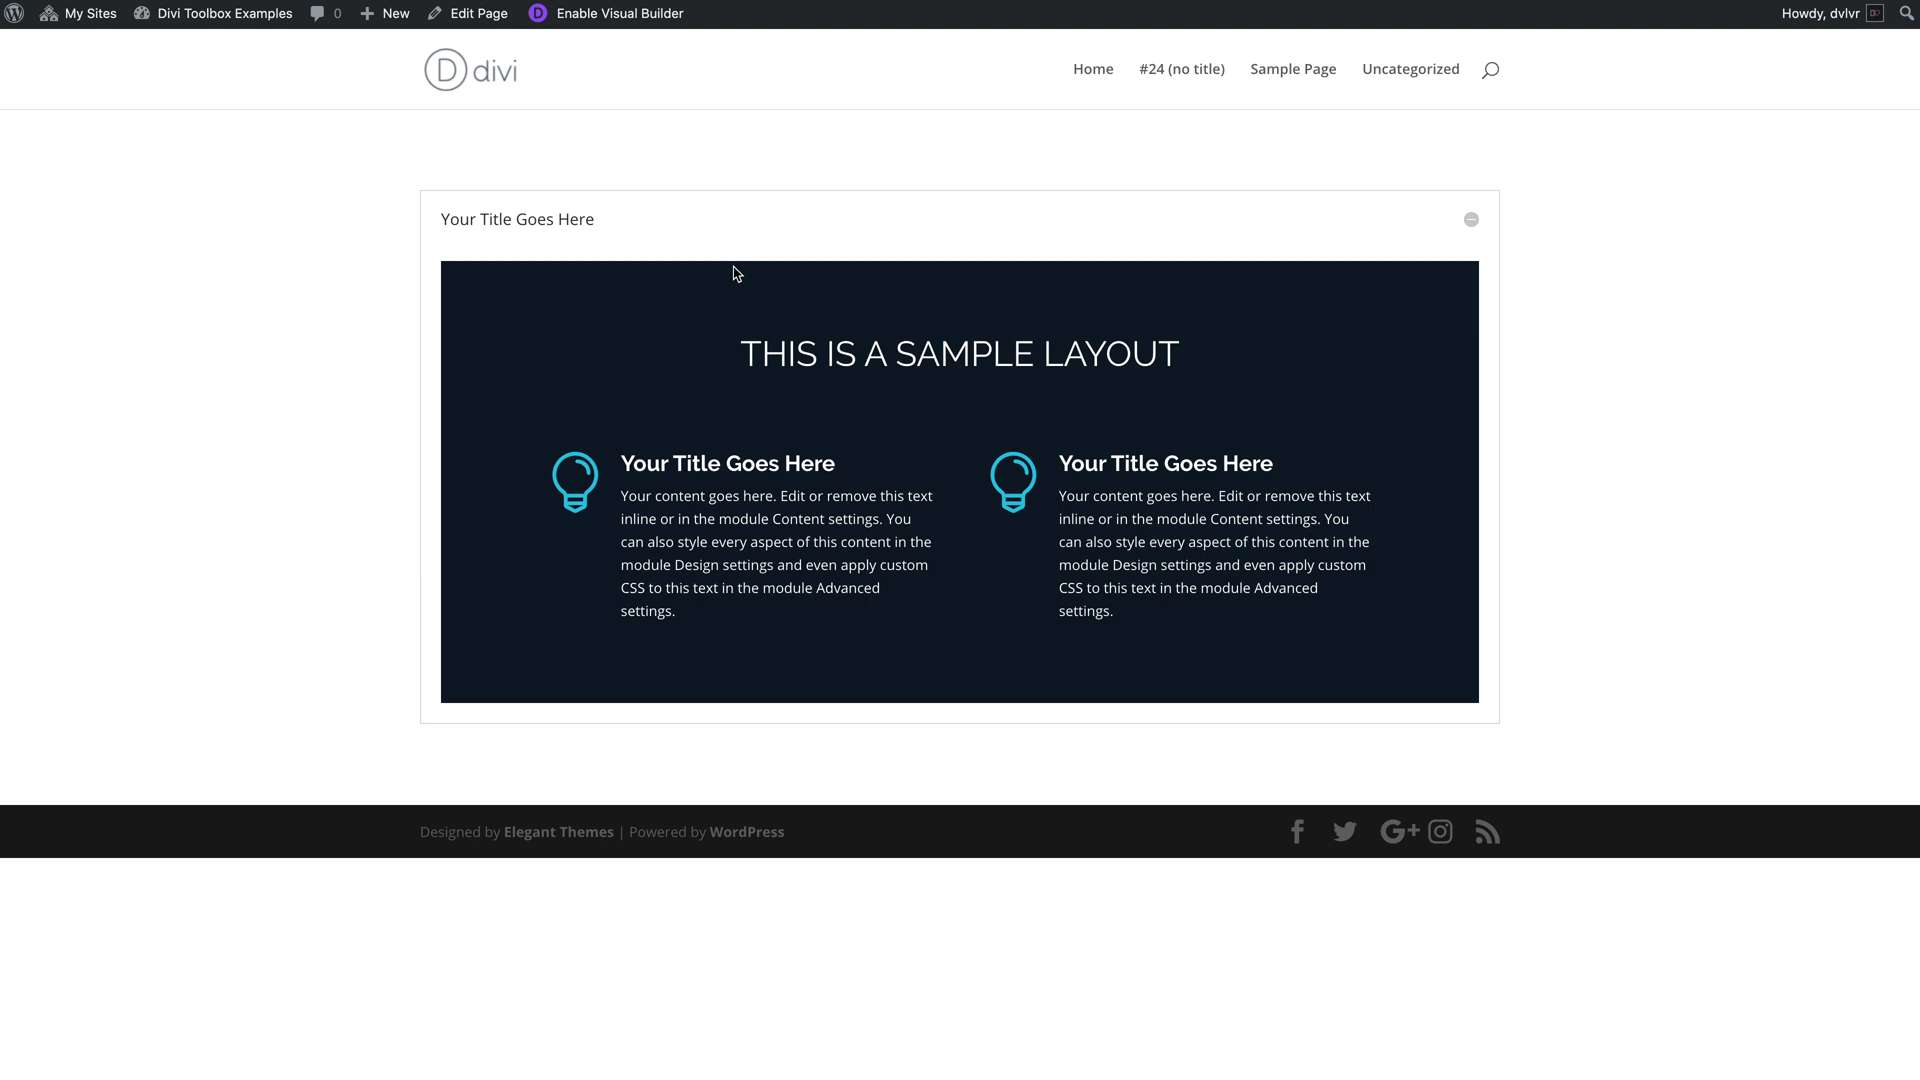 My Sites Divi Toolbox Examples 0 New Edit Page Enable Visual Builder Howdy, dvlvr
D divi
Home #24 (no title) Sample Page Uncategorized
Your Title Goes Here
THIS IS A SAMPLE LAYOUT
Your Title Goes Here
Your content goes here. Edit or remove this text
inline or in the module Content settings. You
can also style every aspect of this content in the
module Design settings and even apply custom
CSS to this text in the module Advanced
settings.
Your Title Goes Here
Your content goes here. Edit or remove this text
inline or in the module Content settings. You
can also style every aspect of this content in the
module Design settings and even apply custom
CSS to this text in the module Advanced
settings.
Designed by Elegant Themes | Powered by WordPress